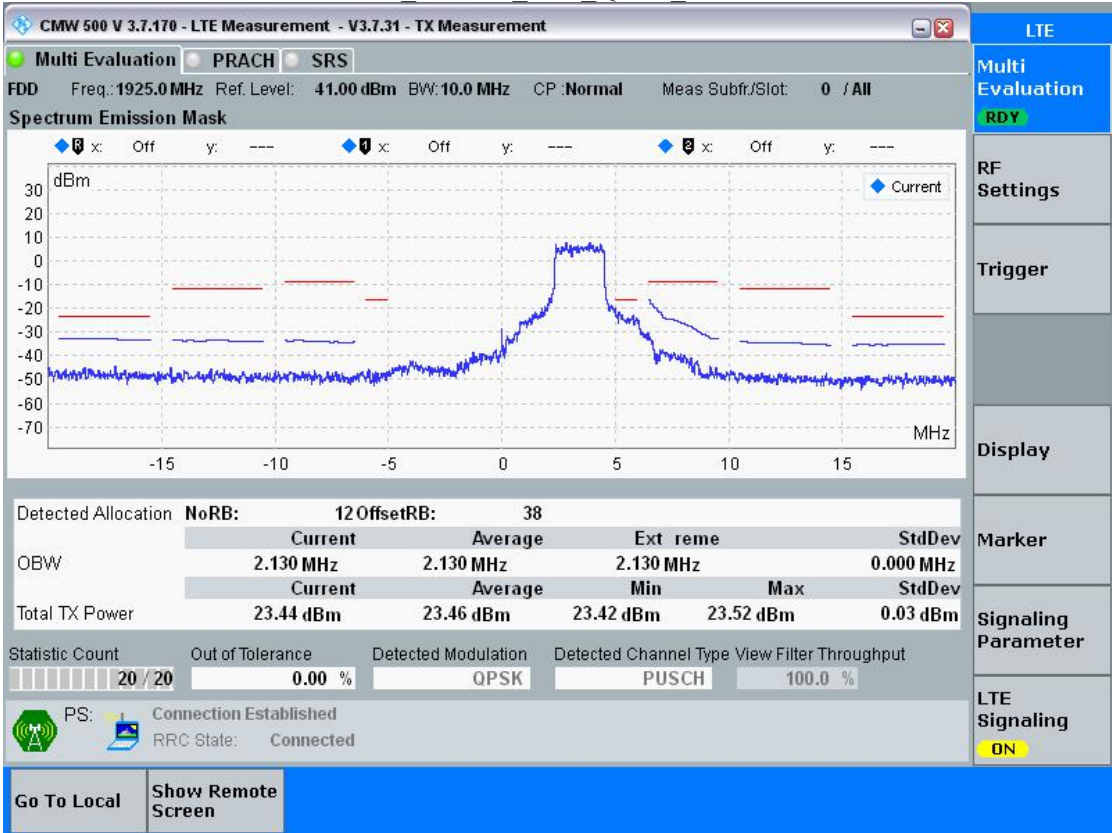 CMW 500 V 3.7.170 - LTE Measurement - V3.7.31 - TX Measurement
LTE
Multi Evaluation PRACH SRS
Multi
Evaluation
RDY
FDD Freq.: 1925.0 MHz Ref. Level: 41.00 dBm BW: 10.0 MHz CP : Normal Meas Subfr./Slot: 0 / All
Spectrum Emission Mask
R x: Off y: --- 1 x: Off y: --- 2 x: Off y: ---
dBm
Current
30
20
10
0
-10
-20
-30
-40
-50
-60
-70
MHz
-15 -10 -5 0 5 10 15
RF
Settings
Trigger
Display
Marker
Signaling
Parameter
LTE
Signaling
ON
Detected Allocation NoRB: 12 OffsetRB: 38
Current Average Ext reme StdDev
OBW 2.130 MHz 2.130 MHz 2.130 MHz 0.000 MHz
Current Average Min Max StdDev
Total TX Power 23.44 dBm 23.46 dBm 23.42 dBm 23.52 dBm 0.03 dBm
Statistic Count Out of Tolerance Detected Modulation Detected Channel Type View Filter Throughput
20 / 20 0.00 % QPSK PUSCH 100.0 %
PS: Connection Established
RRC State: Connected
Go To Local
Show Remote
Screen